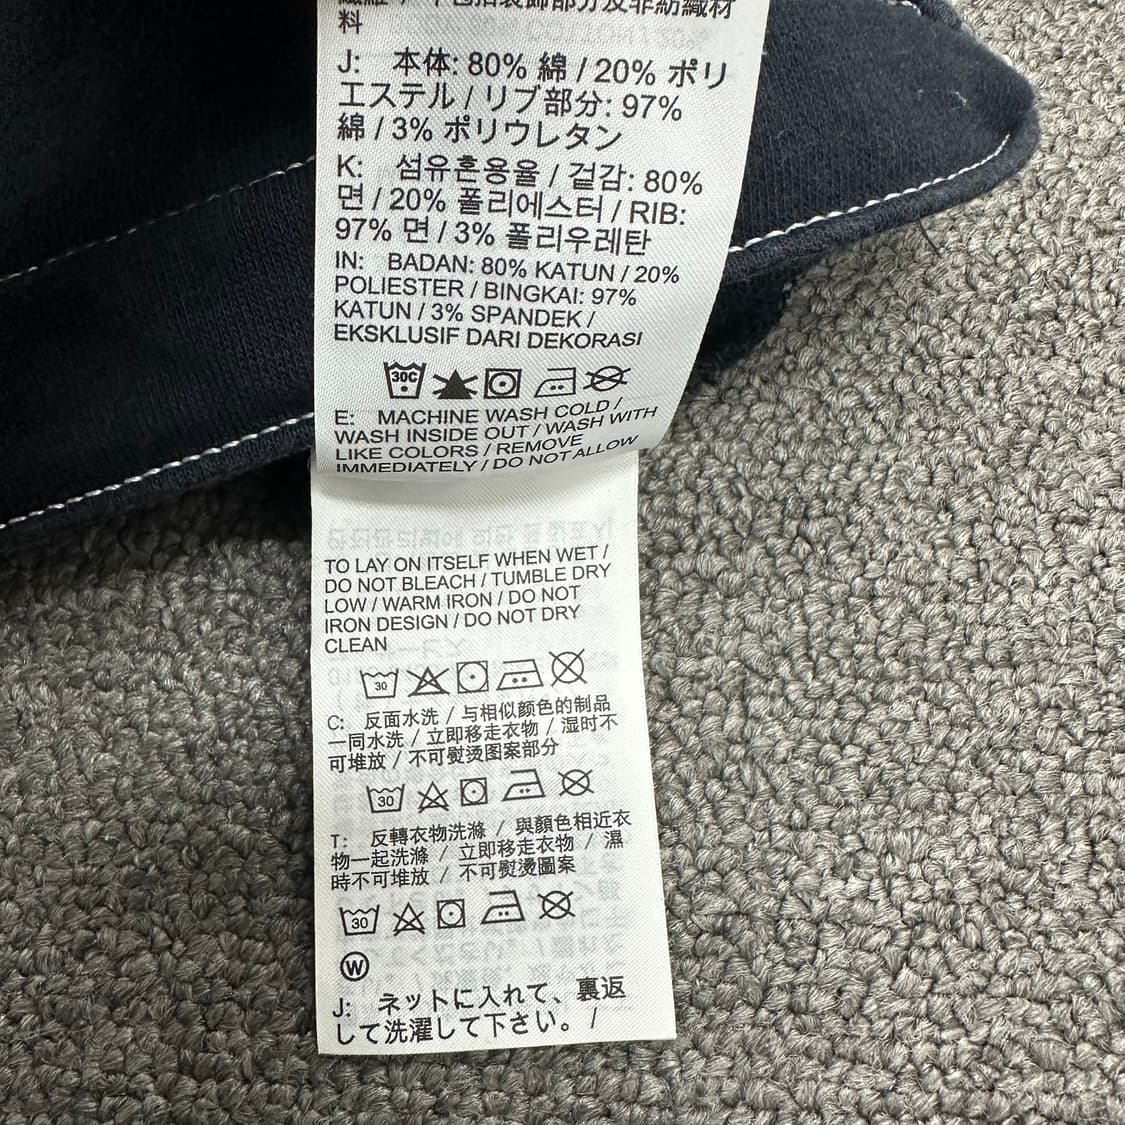 料
J: 本体: 80% 綿 / 20% ポリ
エステル / リブ部分: 97%
綿 / 3% ポリウレタン
K: 섬유혼용율 / 겉감: 80%
면 / 20% 폴리에스터 / RIB:
97% 면 / 3% 폴리우레탄
IN: BADAN: 80% KATUN / 20%
POLIESTER / BINGKAI: 97%
KATUN / 3% SPANDEK /
EKSKLUSIF DARI DEKORASI
30C
E: MACHINE WASH COLD /
WASH INSIDE OUT / WASH WITH
LIKE COLORS / REMOVE
IMMEDIATELY / DO NOT ALLOW
TO LAY ON ITSELF WHEN WET /
DO NOT BLEACH / TUMBLE DRY
LOW / WARM IRON / DO NOT
IRON DESIGN / DO NOT DRY
CLEAN
30
C: 反面水洗 / 与相似颜色的制品
一同水洗 / 立即移走衣物 / 湿时不
可堆放 / 不可熨烫图案部分
30
T: 反轉衣物洗滌 / 與顏色相近衣
物一起洗滌 / 立即移走衣物 / 濕
時不可堆放 / 不可熨燙圖案
30
W
J: ネットに入れて、裏返
して洗濯して下さい。 /